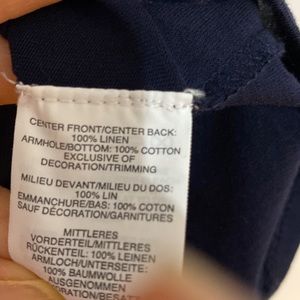 CENTER FRONT/CENTER BACK:
100% LINEN
ARMHOLE/BOTTOM: 100% COTTON
EXCLUSIVE OF
DECORATION/TRIMMING
MILIEU DEVANT/MILIEU DU DOS:
100% LIN
EMMANCHURE/BAS: 100% COTON
SAUF DÉCORATION/GARNITURES
MITTLERES
VORDERTEIL/MITTLERES
RÜCKENTEIL: 100% LEINEN
ARMLOCH/UNTERSEITE:
100% BAUMWOLLE
AUSGENOMMEN